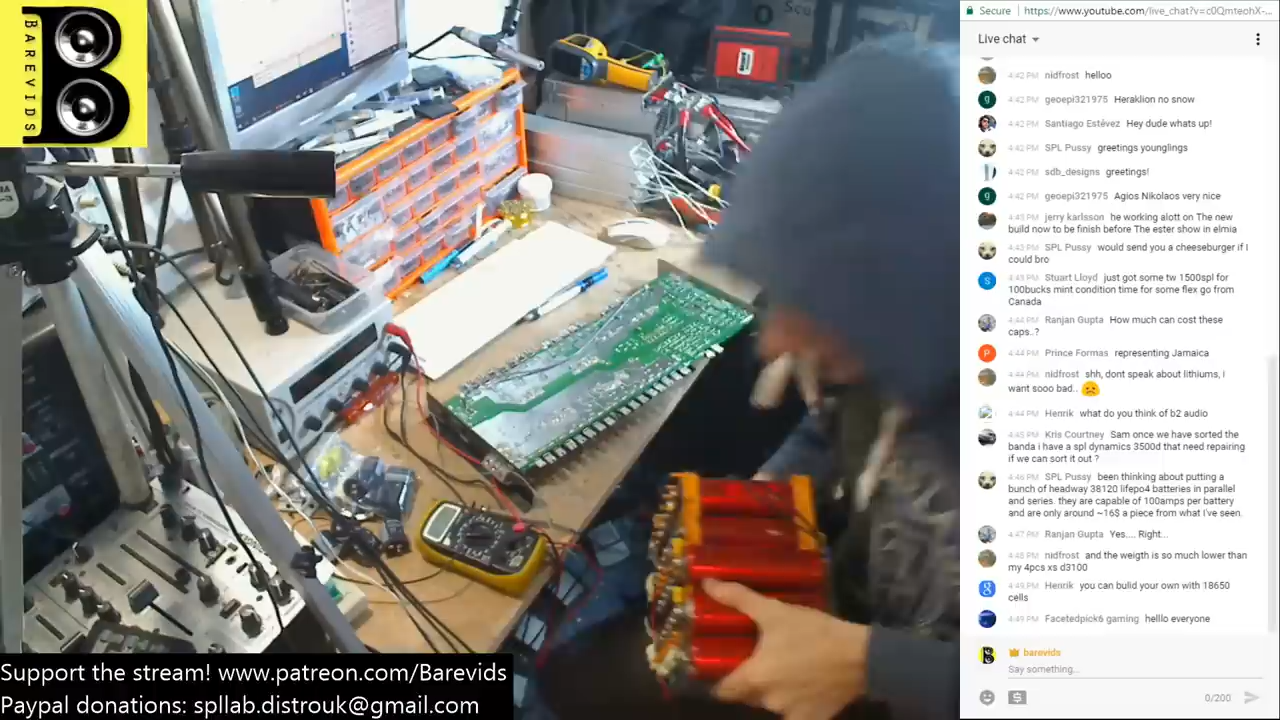 BAREVIDS
Support the stream! www.patreon.com/Barevids
Paypal donations: spllab.distrouk@gmail.com
Secure https://www.youtube.com/live_chat?v=c0QmteohX-...
Live chat
4:42 PM nidfrost helloo
4:42 PM geoepi321975 Heraklion no snow
4:42 PM Santiago Estévez Hey dude whats up!
4:42 PM SPL Pussy greetings younglings
4:42 PM sdb_designs greetings!
4:42 PM geoepi321975 Agios Nikolaos very nice
4:43 PM jerry karlsson he working alott on The new
build now to be finish before The ester show in elmia
4:43 PM SPL Pussy would send you a cheeseburger if I
could bro
4:43 PM Stuart Lloyd just got some tw 1500spl for
100bucks mint condition time for some flex go from
Canada
4:44 PM Ranjan Gupta How much can cost these
caps..?
4:44 PM Prince Formas representing Jamaica
4:44 PM nidfrost shh, dont speak about lithiums, i
want sooo bad..
4:44 PM Henrik what do you think of b2 audio
4:45 PM Kris Courtney Sam once we have sorted the
banda i have a spl dynamics 3500d that need repairing
if we can sort it out ?
4:46 PM SPL Pussy been thinking about putting a
bunch of headway 38120 lifepo4 batteries in parallel
and series. they are capable of 100amps per battery
and are only around ~16$ a piece from what I've seen.
4:47 PM Ranjan Gupta Yes.... Right...
4:48 PM nidfrost and the weigth is so much lower than
my 4pcs xs d3100
4:49 PM Henrik you can build your own with 18650
cells
4:49 PM Facetedpick6 gaming helllo everyone
barevids
Say something...
0/200